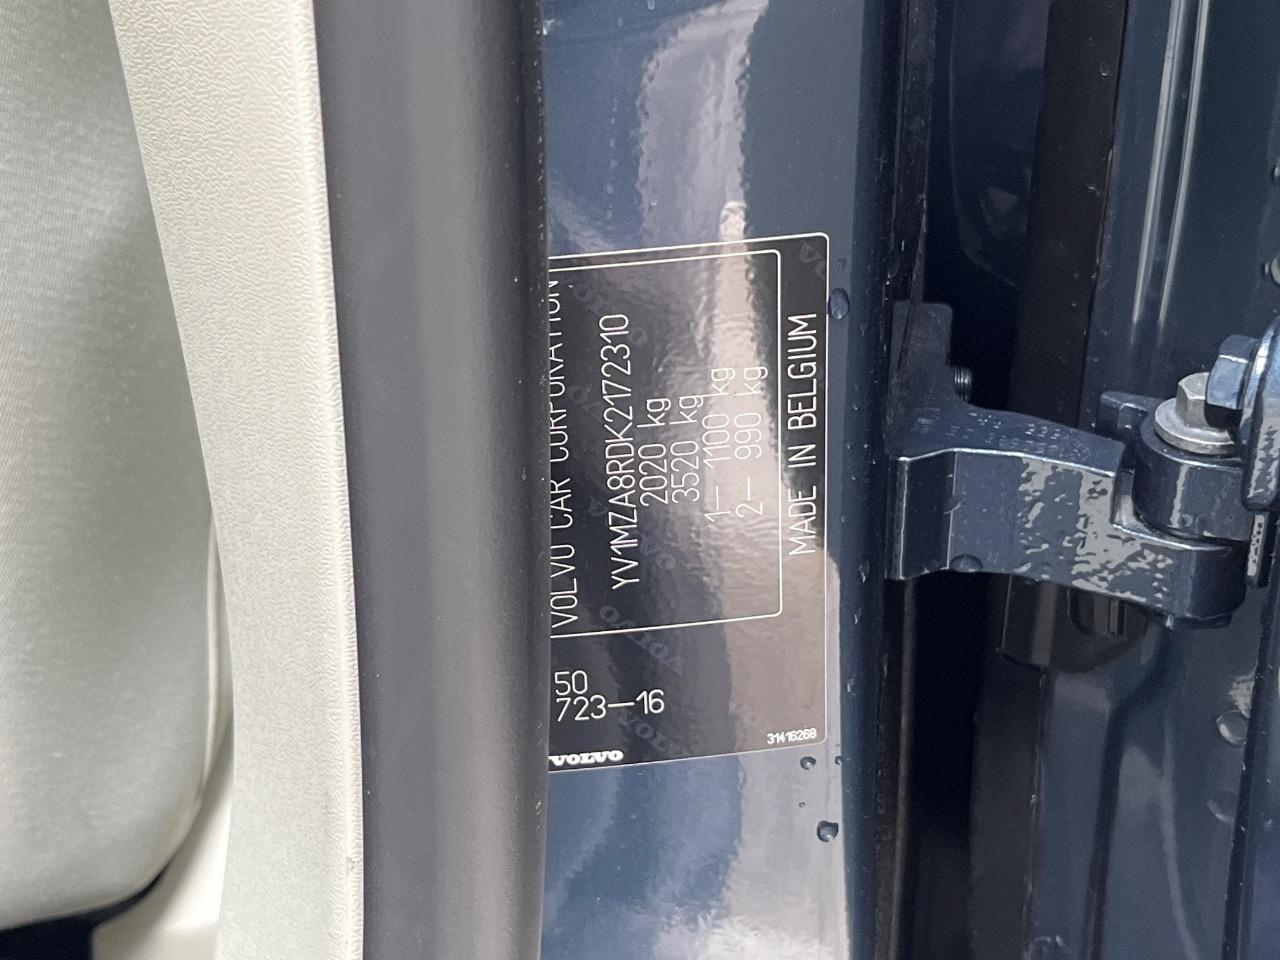 VOLVO CAR CORPORATION
YV1MZA8RDK2172310
2020 kg
3520 kg
1— 1100 kg
2— 990 kg
MADE IN BELGIUM
50
723—16
VOLVO
31416268